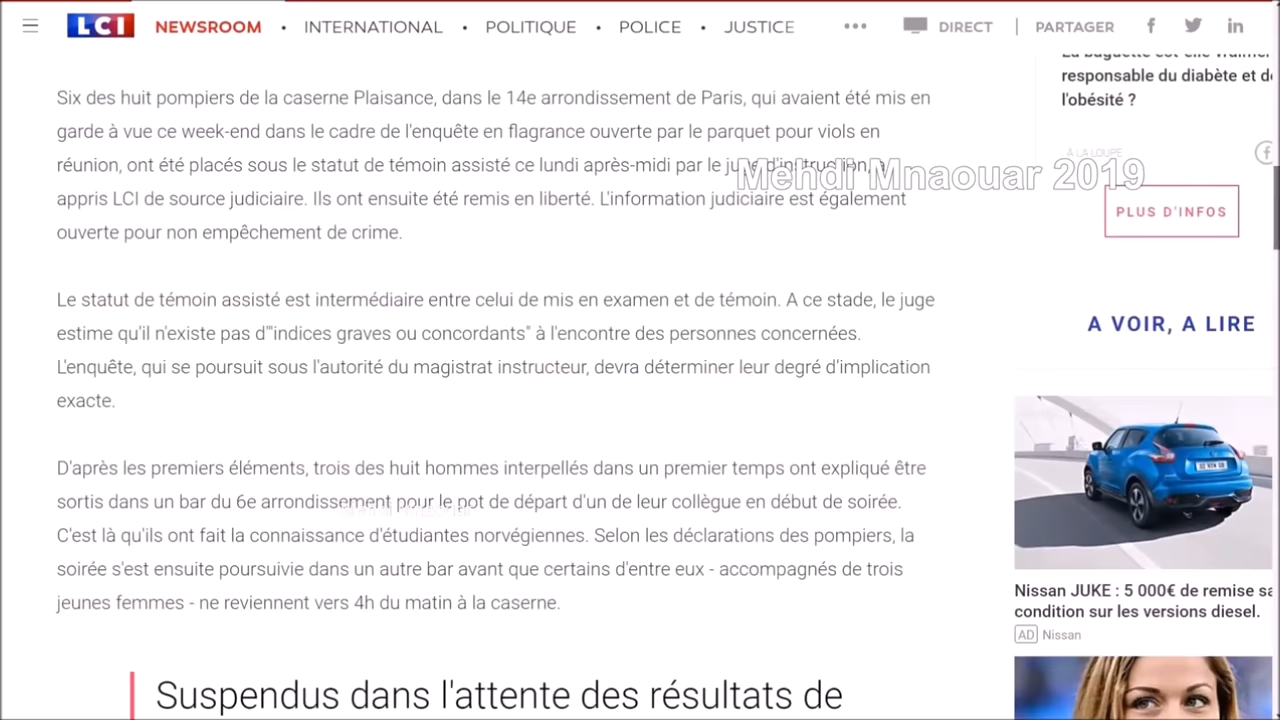 LCI NEWSROOM • INTERNATIONAL • POLITIQUE • POLICE • JUSTICE ••• DIRECT | PARTAGER
Six des huit pompiers de la caserne Plaisance, dans le 14e arrondissement de Paris, qui avaient été mis en
garde à vue ce week-end dans le cadre de l'enquête en flagrance ouverte par le parquet pour viols en
réunion, ont été placés sous le statut de témoin assisté ce lundi après-midi par le juge d'instruction, a
appris LCI de source judiciaire. Ils ont ensuite été remis en liberté. L'information judiciaire est également
ouverte pour non empêchement de crime.
Le statut de témoin assisté est intermédiaire entre celui de mis en examen et de témoin. A ce stade, le juge
estime qu'il n'existe pas d'"indices graves ou concordants" à l'encontre des personnes concernées.
L'enquête, qui se poursuit sous l'autorité du magistrat instructeur, devra déterminer leur degré d'implication
exacte.
D'après les premiers éléments, trois des huit hommes interpellés dans un premier temps ont expliqué être
sortis dans un bar du 6e arrondissement pour le pot de départ d'un de leur collègue en début de soirée.
C'est là qu'ils ont fait la connaissance d'étudiantes norvégiennes. Selon les déclarations des pompiers, la
soirée s'est ensuite poursuivie dans un autre bar avant que certains d'entre eux - accompagnés de trois
jeunes femmes - ne reviennent vers 4h du matin à la caserne.
Suspendus dans l'attente des résultats de
La baguette est-elle
responsable du diabète et
l'obésité ?
À LA LOUPE
Mehdi Mnaouar 2019
PLUS D'INFOS
A VOIR, A LIRE
Nissan JUKE : 5 000€ de remise
condition sur les versions diesel.
AD Nissan